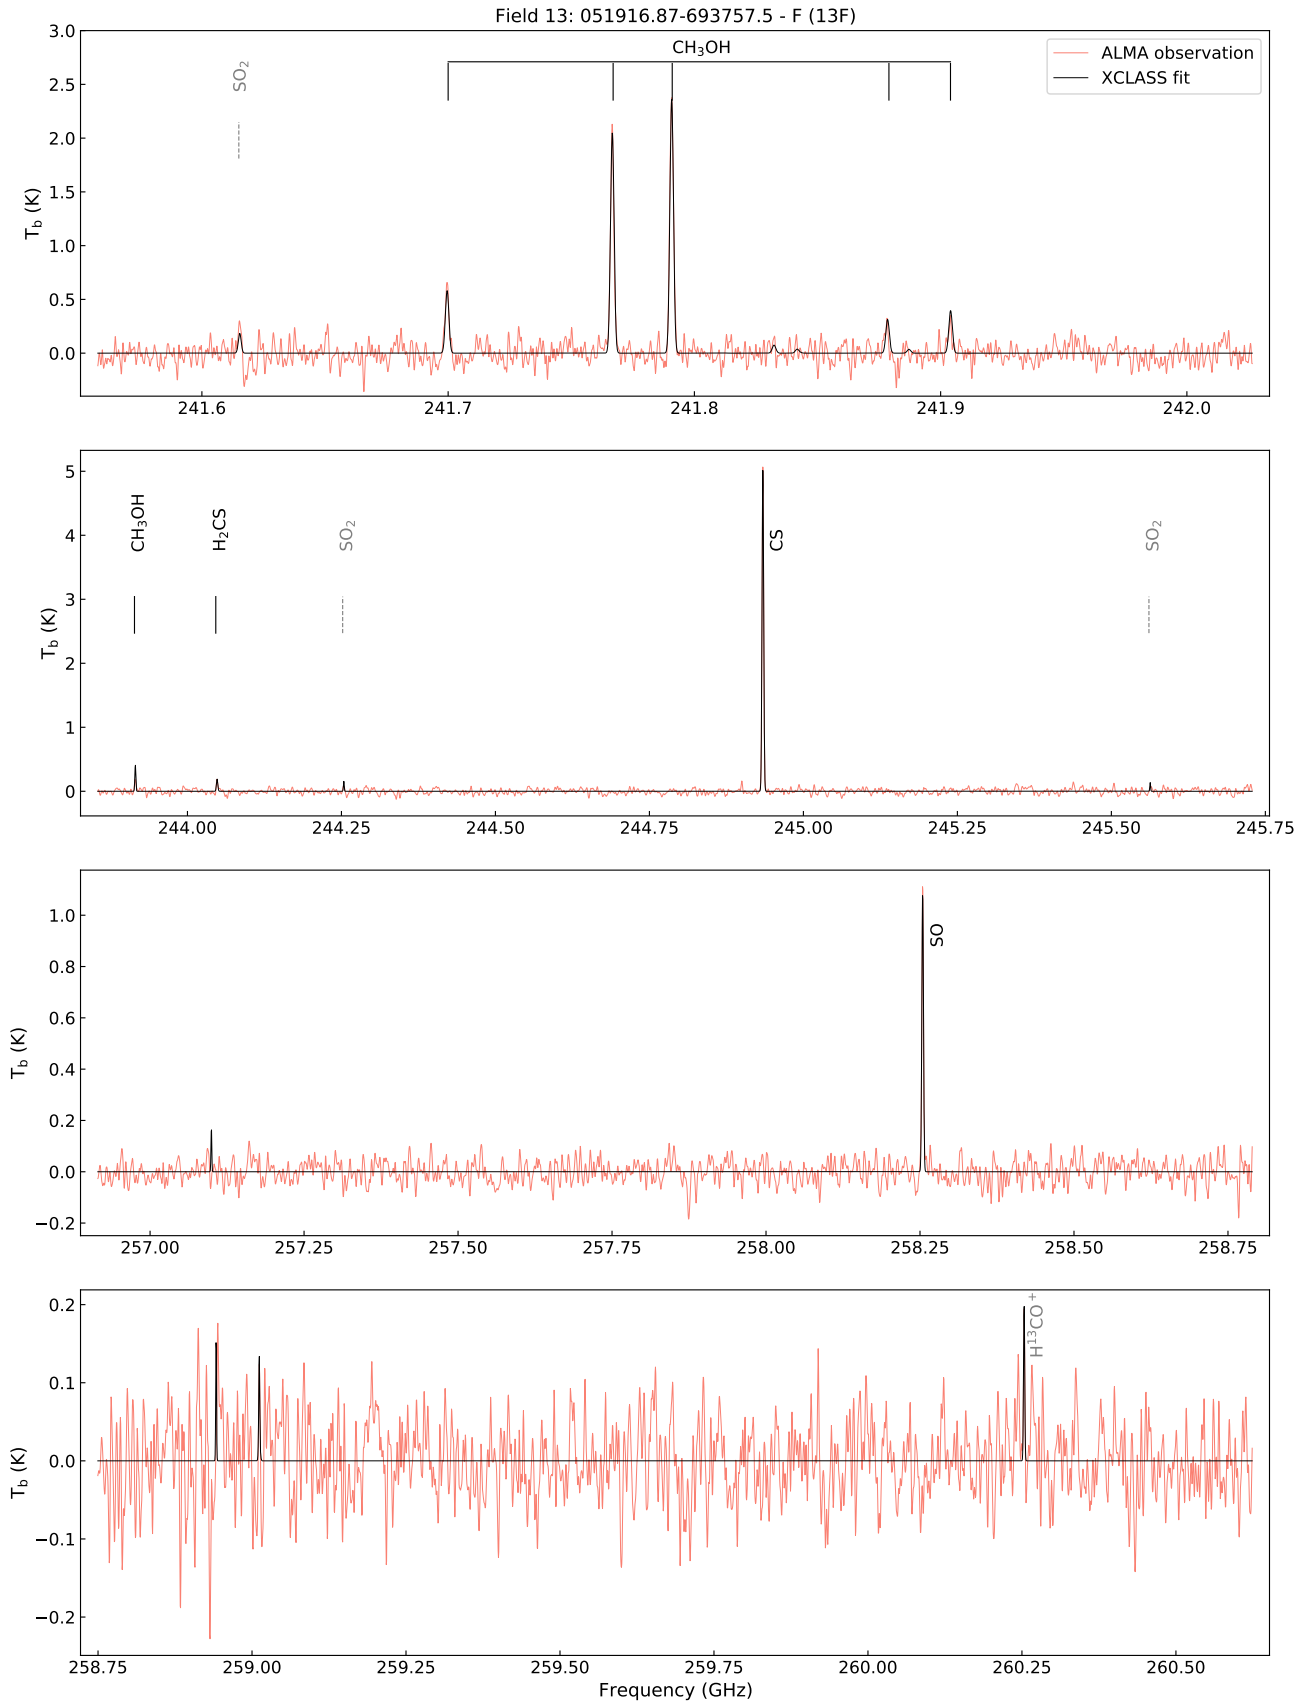 Field 13: 051916.87-693757.5 - F (13F)
3.0
2.5
2.0
1.5
1.0
0.5
0.0
T_b (K)
SO₂
CH₃OH
ALMA observation
XCLASS fit
241.6 241.7 241.8 241.9 242.0
5
4
3
2
1
0
T_b (K)
CH₃OH
H₂CS
SO₂
CS
SO₂
244.00 244.25 244.50 244.75 245.00 245.25 245.50 245.75
1.0
0.8
0.6
0.4
0.2
0.0
−0.2
T_b (K)
SO
257.00 257.25 257.50 257.75 258.00 258.25 258.50 258.75
0.2
0.1
0.0
−0.1
−0.2
T_b (K)
H¹³CO⁺
258.75 259.00 259.25 259.50 259.75 260.00 260.25 260.50
Frequency (GHz)